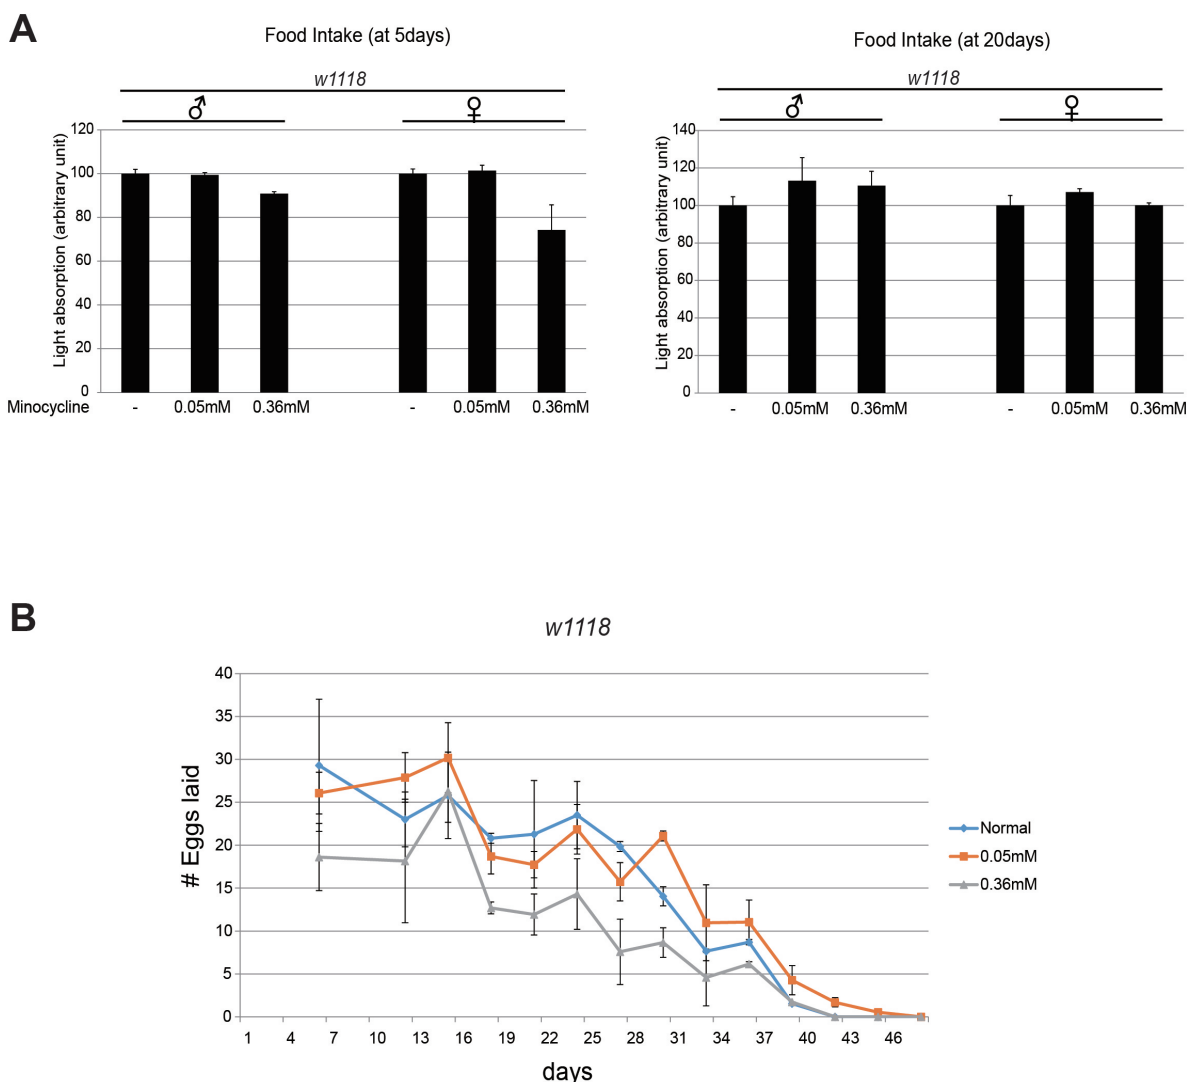 A
Food Intake (at 5days)
w1118
♂ ♀
Light absorption (arbitrary unit)
120
100
80
60
40
20
0
Minocycline - 0.05mM 0.36mM - 0.05mM 0.36mM
Food Intake (at 20days)
w1118
♂ ♀
Light absorption (arbitrary unit)
140
120
100
80
60
40
20
0
- 0.05mM 0.36mM - 0.05mM 0.36mM
B
w1118
# Eggs laid
40
35
30
25
20
15
10
5
0
1 4 7 10 13 16 19 22 25 28 31 34 37 40 43 46
days
Normal
0.05mM
0.36mM